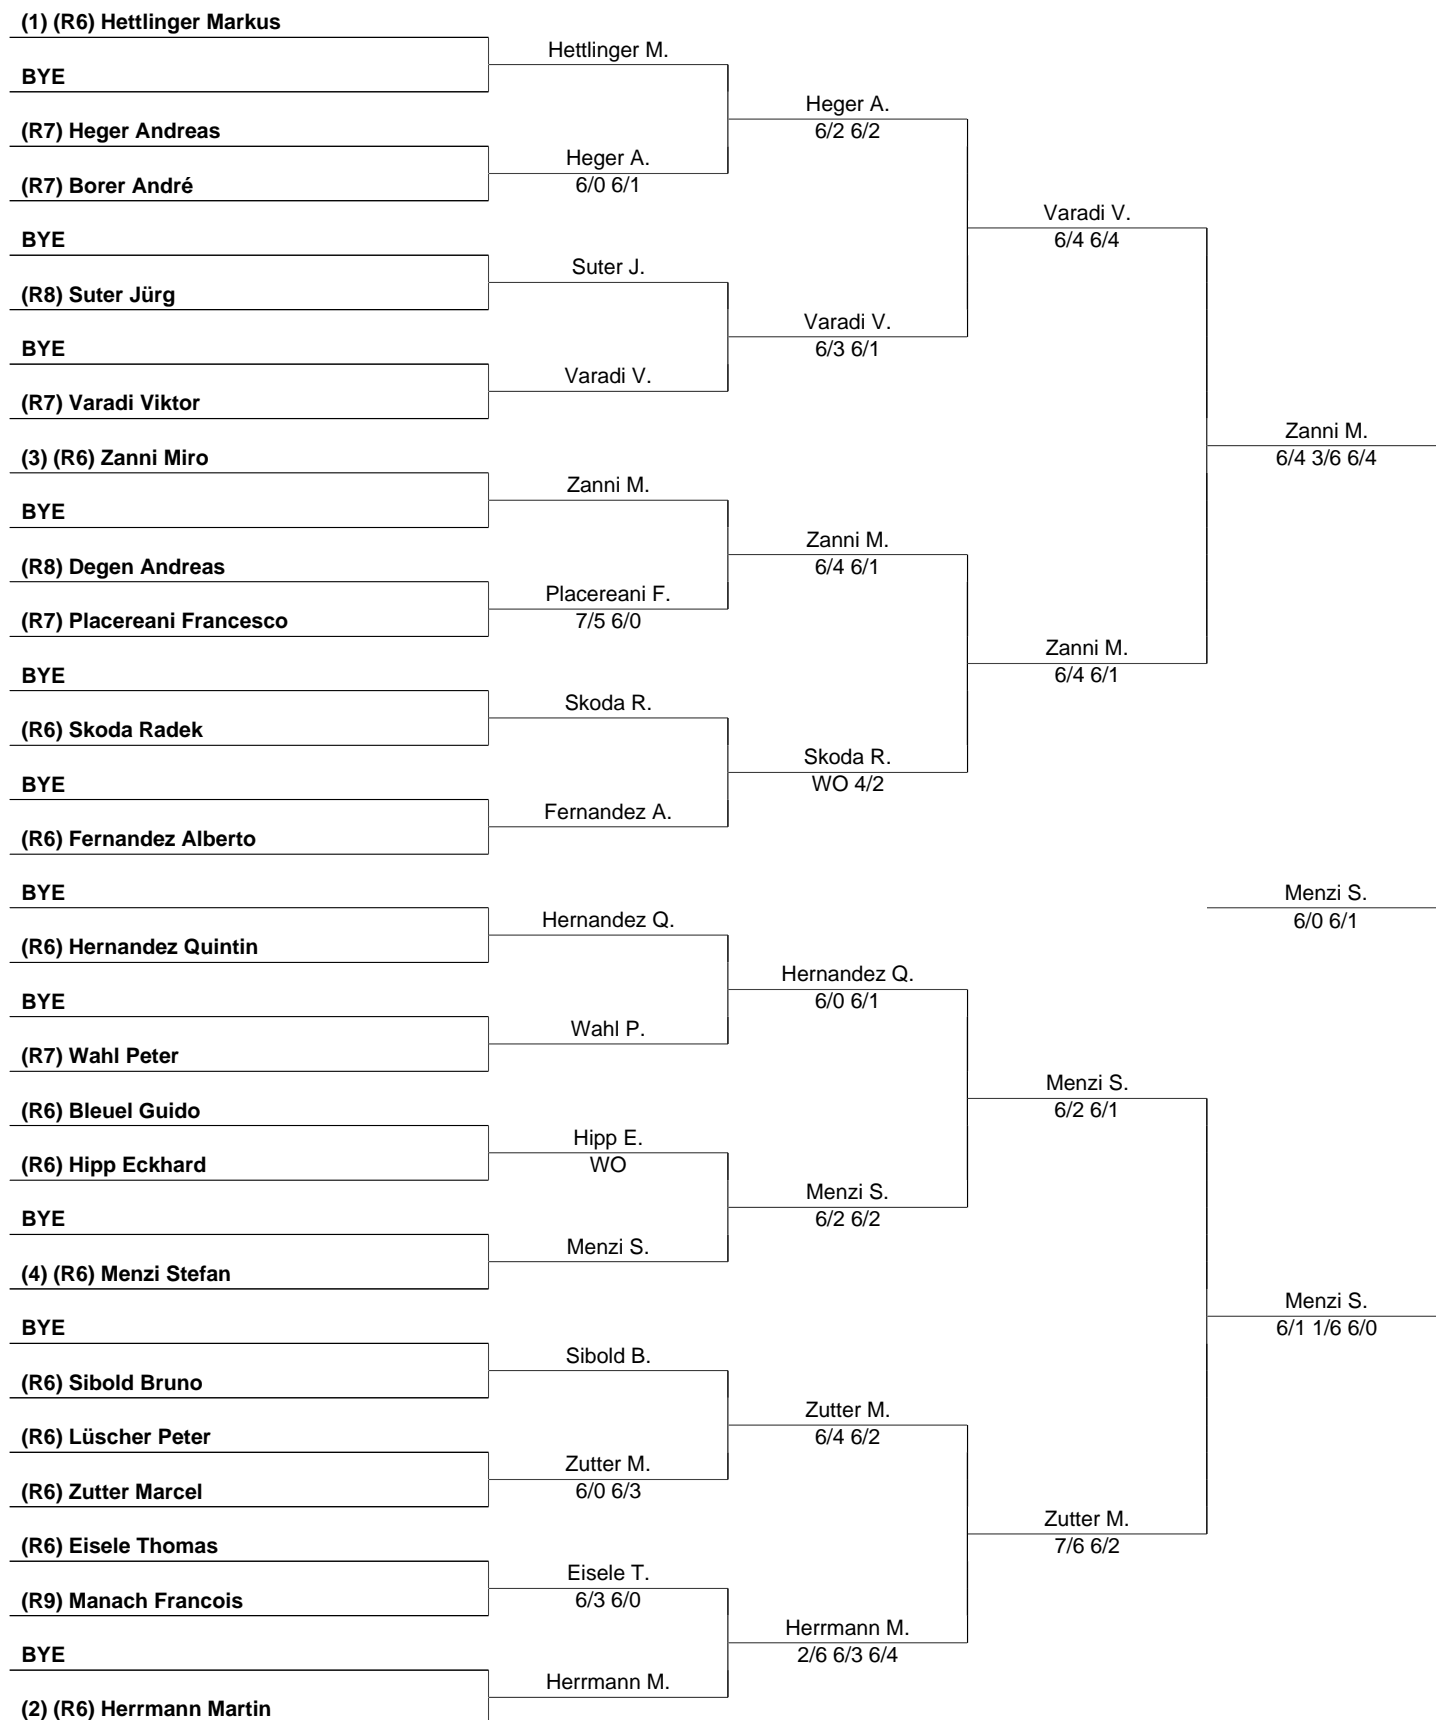 (1) (R6) Hettlinger Markus
Hettlinger M.
BYE
Heger A.
6/2 6/2
(R7) Heger Andreas
Heger A.
6/0 6/1
(R7) Borer André
Varadi V.
6/4 6/4
BYE
Suter J.
(R8) Suter Jürg
Varadi V.
6/3 6/1
BYE
Varadi V.
(R7) Varadi Viktor
Zanni M.
6/4 3/6 6/4
(3) (R6) Zanni Miro
Zanni M.
BYE
Zanni M.
6/4 6/1
(R8) Degen Andreas
Placereani F.
7/5 6/0
(R7) Placereani Francesco
Zanni M.
6/4 6/1
BYE
Skoda R.
(R6) Skoda Radek
Skoda R.
WO 4/2
BYE
Fernandez A.
(R6) Fernandez Alberto
BYE
Menzi S.
6/0 6/1
Hernandez Q.
(R6) Hernandez Quintin
Hernandez Q.
6/0 6/1
BYE
Wahl P.
(R7) Wahl Peter
Menzi S.
6/2 6/1
(R6) Bleuel Guido
Hipp E.
WO
(R6) Hipp Eckhard
Menzi S.
6/2 6/2
BYE
Menzi S.
(4) (R6) Menzi Stefan
Menzi S.
6/1 1/6 6/0
BYE
Sibold B.
(R6) Sibold Bruno
Zutter M.
6/4 6/2
(R6) Lüscher Peter
Zutter M.
6/0 6/3
(R6) Zutter Marcel
Zutter M.
7/6 6/2
(R6) Eisele Thomas
Eisele T.
6/3 6/0
(R9) Manach Francois
Herrmann M.
2/6 6/3 6/4
BYE
Herrmann M.
(2) (R6) Herrmann Martin